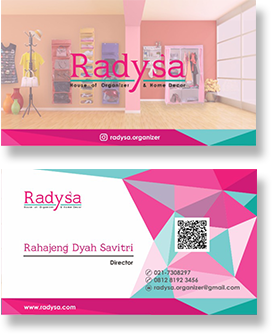 Radysa
House of Organizer & Home Decor
radysa.organizer
Radysa
House of Organizer & Home Decor
Rahajeng Dyah Savitri
Director
021-7308297
0812 8192 3456
radysa.organizer@gmail.com
www.radysa.com